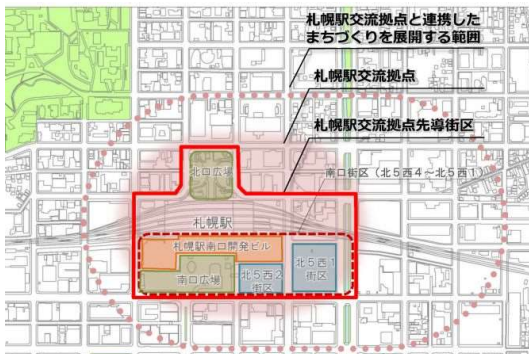 札幌駅交流拠点と連携した
まちづくりを展開する範囲
札幌駅交流拠点
札幌駅交流拠点先導街区
南口街区（北5西4～北5西1）
北口広場
札幌駅
札幌駅南口開発ビル
南口広場
北5西2
街区
北5西1
街区